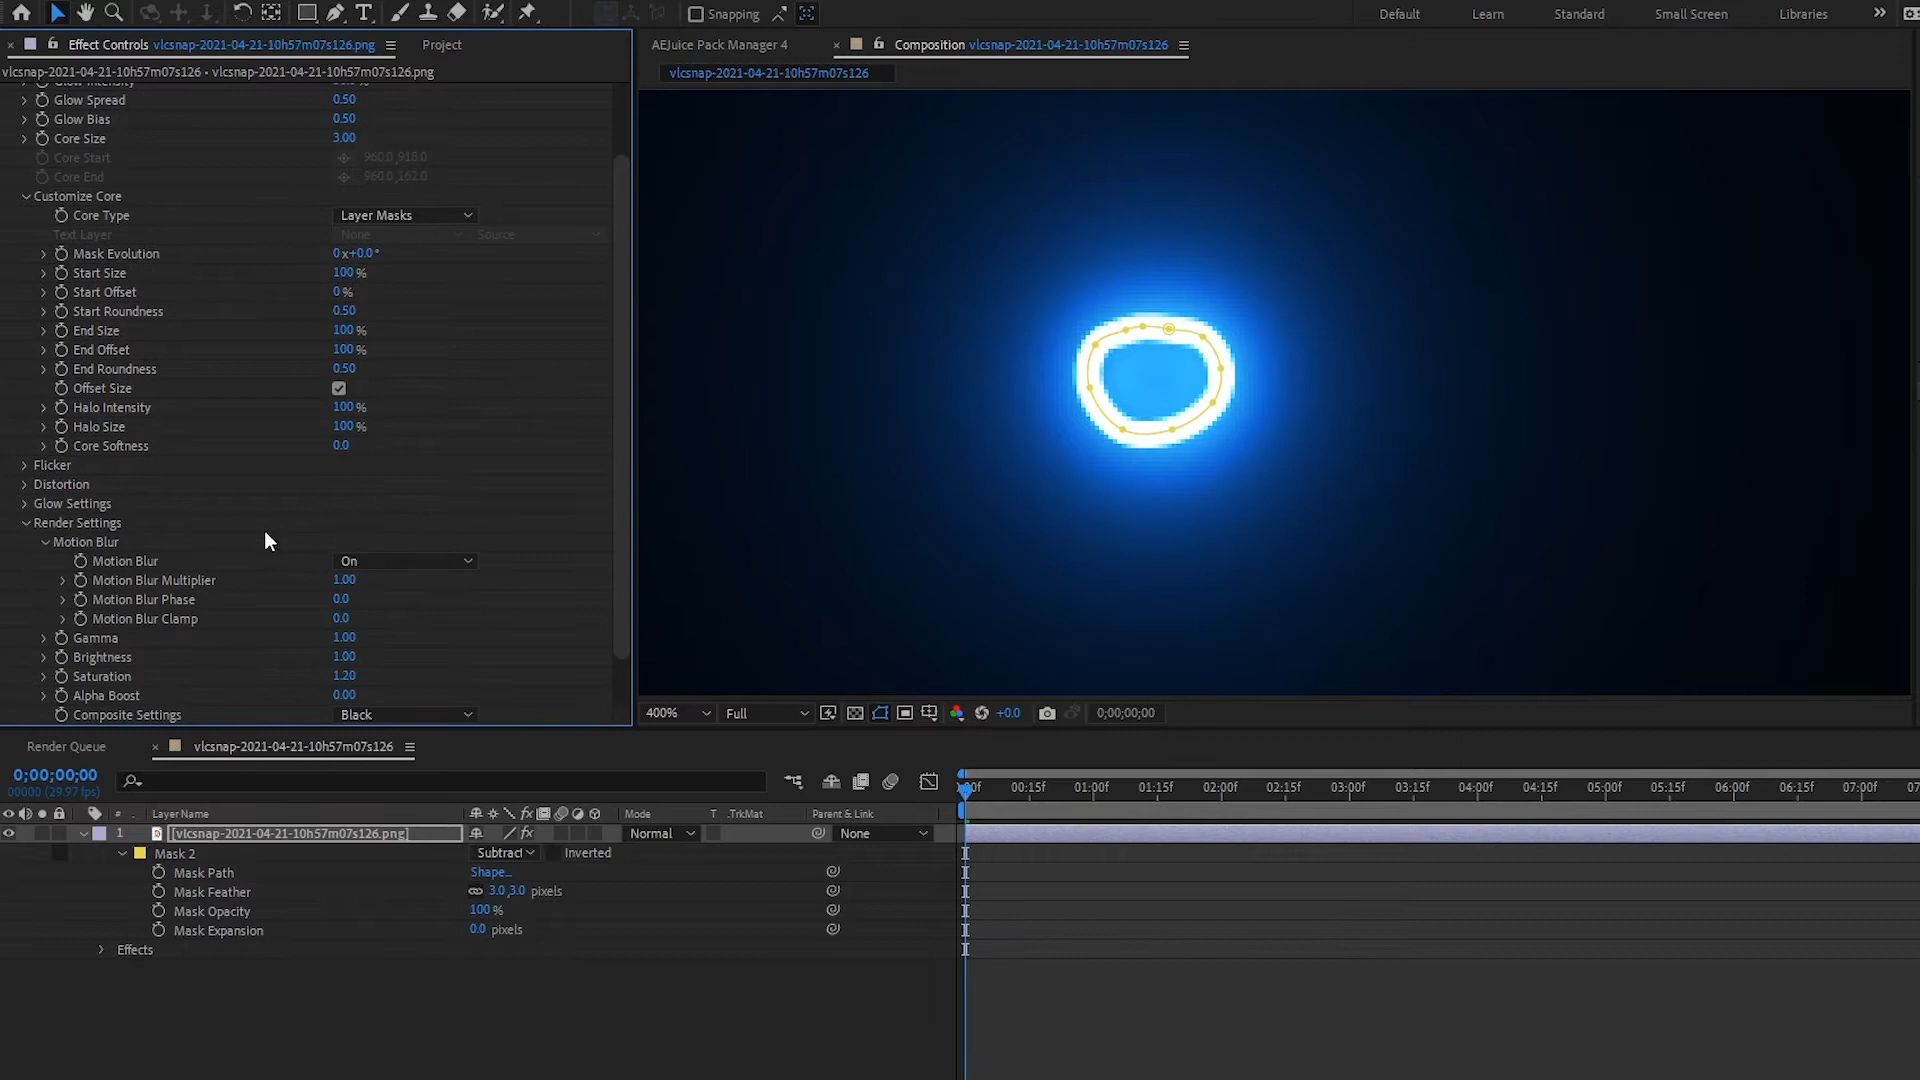 Snapping
Default
Learn
Standard
Small Screen
Libraries
Effect Controls vlcsnap-2021-04-21-10h57m07s126.png
Project
vlcsnap-2021-04-21-10h57m07s126 • vlcsnap-2021-04-21-10h57m07s126.png
Glow Spread 0.50
Glow Bias 0.50
Core Size 3.00
Core Start 960.0,918.0
Core End 960.0,162.0
Customize Core
Core Type Layer Masks
Text Layer None Source
Mask Evolution 0x+0.0°
Start Size 100 %
Start Offset 0 %
Start Roundness 0.50
End Size 100 %
End Offset 100 %
End Roundness 0.50
Offset Size
Halo Intensity 100 %
Halo Size 100 %
Core Softness 0.0
Flicker
Distortion
Glow Settings
Render Settings
Motion Blur
Motion Blur On
Motion Blur Multiplier 1.00
Motion Blur Phase 0.0
Motion Blur Clamp 0.0
Gamma 1.00
Brightness 1.00
Saturation 1.20
Alpha Boost 0.00
Composite Settings Black
AEJuice Pack Manager 4
Composition vlcsnap-2021-04-21-10h57m07s126
vlcsnap-2021-04-21-10h57m07s126
400%
Full
+0.0
0;00;00;00
Render Queue
vlcsnap-2021-04-21-10h57m07s126
0;00;00;00
00000 (29.97 fps)
# Layer Name Mode T .TrkMat Parent & Link
1 [vlcsnap-2021-04-21-10h57m07s126.png] Normal None
Mask 2 Subtract Inverted
Mask Path Shape...
Mask Feather 3.0,3.0 pixels
Mask Opacity 100 %
Mask Expansion 0.0 pixels
Effects
00:15f 01:00f 01:15f 02:00f 02:15f 03:00f 03:15f 04:00f 04:15f 05:00f 05:15f 06:00f 06:15f 07:00f